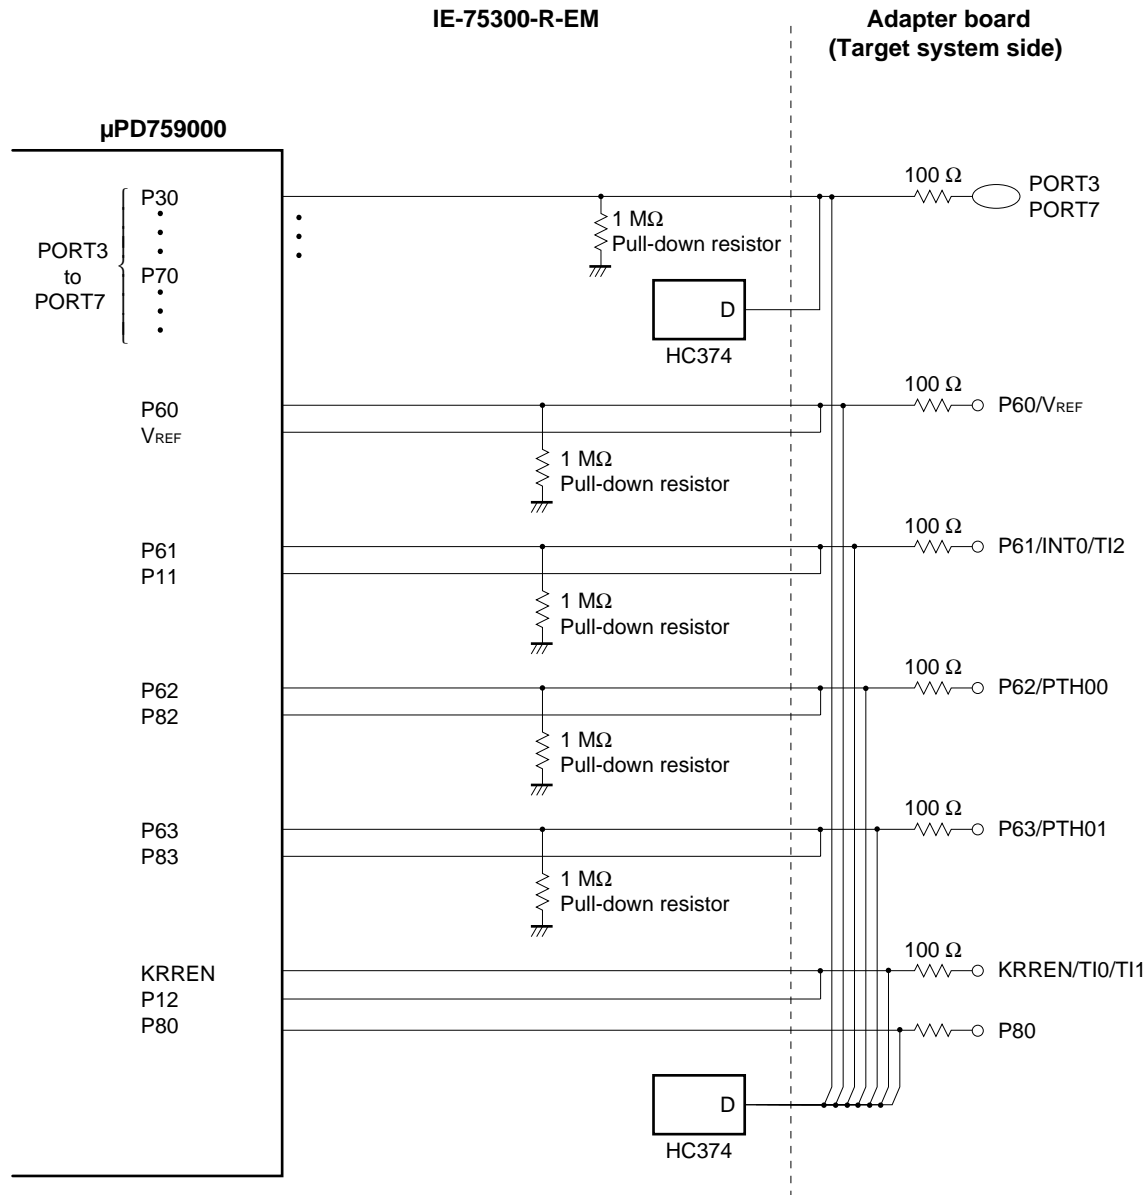 IE-75300-R-EM
Adapter board
(Target system side)
µPD759000
100 Ω
P30
PORT3
PORT7
1 MΩ
Pull-down resistor
PORT3
to
PORT7
P70
D
HC374
100 Ω
P60
P60/VREF
VREF
1 MΩ
Pull-down resistor
100 Ω
P61
P61/INT0/TI2
P11
1 MΩ
Pull-down resistor
100 Ω
P62
P62/PTH00
P82
1 MΩ
Pull-down resistor
100 Ω
P63
P63/PTH01
P83
1 MΩ
Pull-down resistor
100 Ω
KRREN
KRREN/TI0/TI1
P12
P80
P80
D
HC374